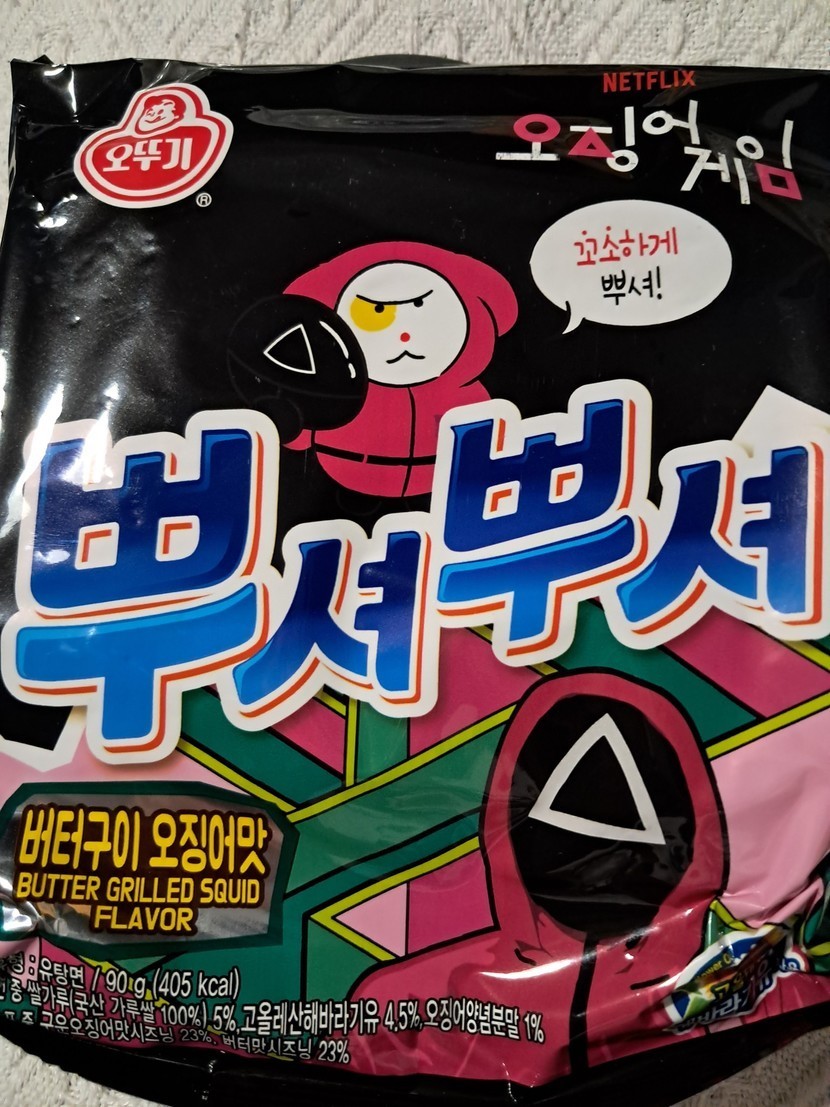 오뚜기
®
NETFLIX
오징어
게임
꼬소하게
뿌셔!
뿌셔뿌셔
버터구이 오징어맛
BUTTER GRILLED SQUID
FLAVOR
: 유탕면 / 90 g (405 kcal)
쌀가루(국산 가루쌀 100%) 5%, 고올레산해바라기유 4.5%, 오징어양념분말 1%
구운오징어맛시즈닝 23%, 버터맛시즈닝 23%